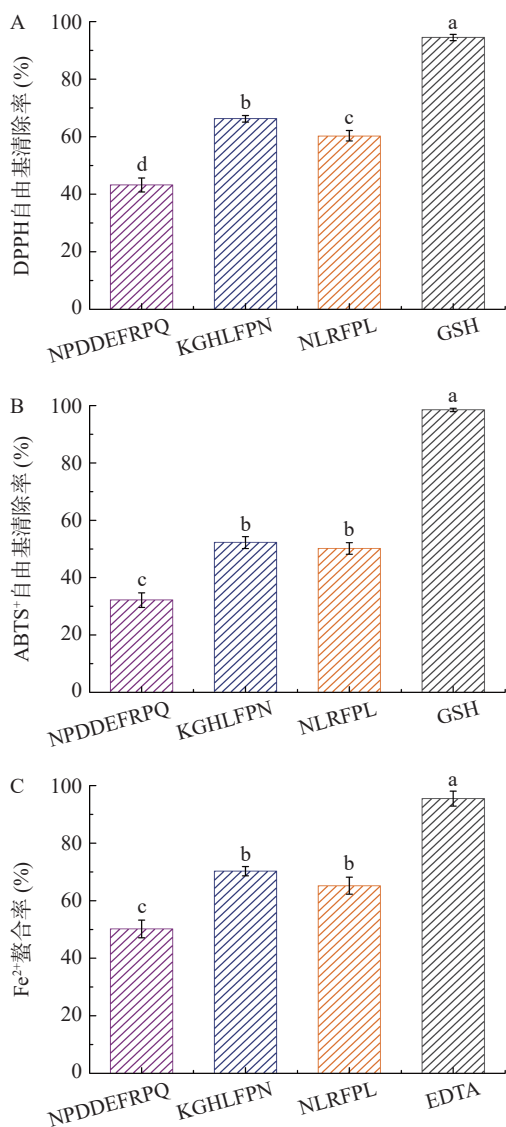 A
DPPH自由基清除率 (%)
100
80
60
40
20
0
d
b
c
a
NPDDEFRPQ
KGHLFPN
NLRFPL
GSH
B
ABTS⁺自由基清除率 (%)
100
80
60
40
20
0
c
b
b
a
NPDDEFRPQ
KGHLFPN
NLRFPL
GSH
C
Fe²⁺螯合率 (%)
100
80
60
40
20
0
c
b
b
a
NPDDEFRPQ
KGHLFPN
NLRFPL
EDTA